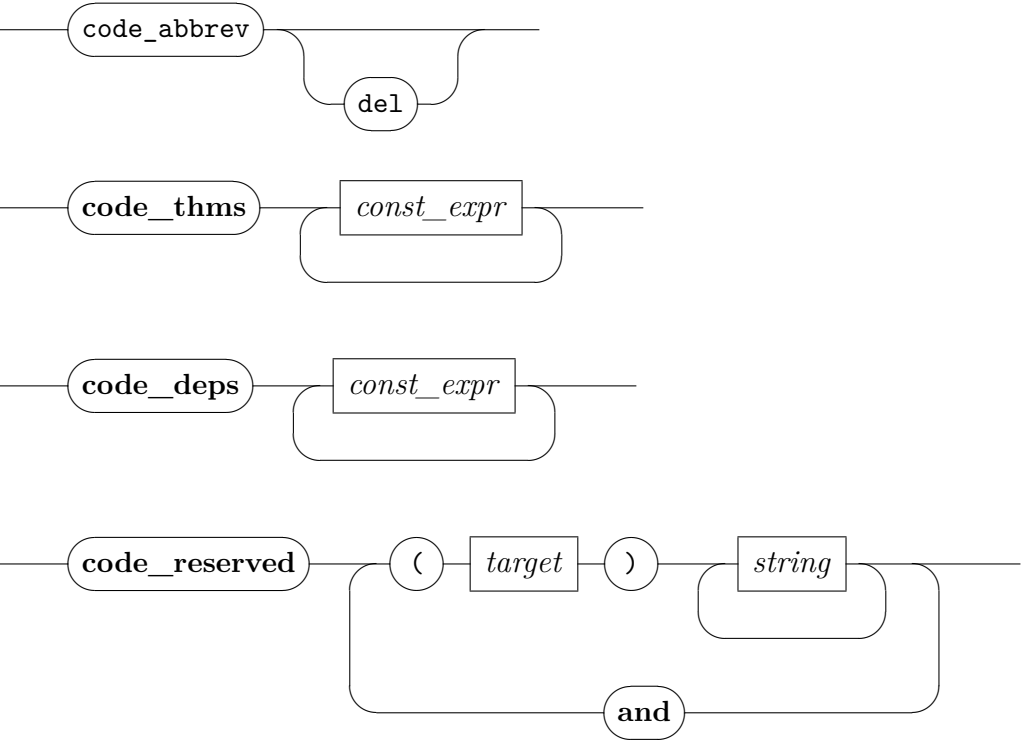 code_abbrev
del
code_thms const_expr
code_deps const_expr
code_reserved ( target ) string
and